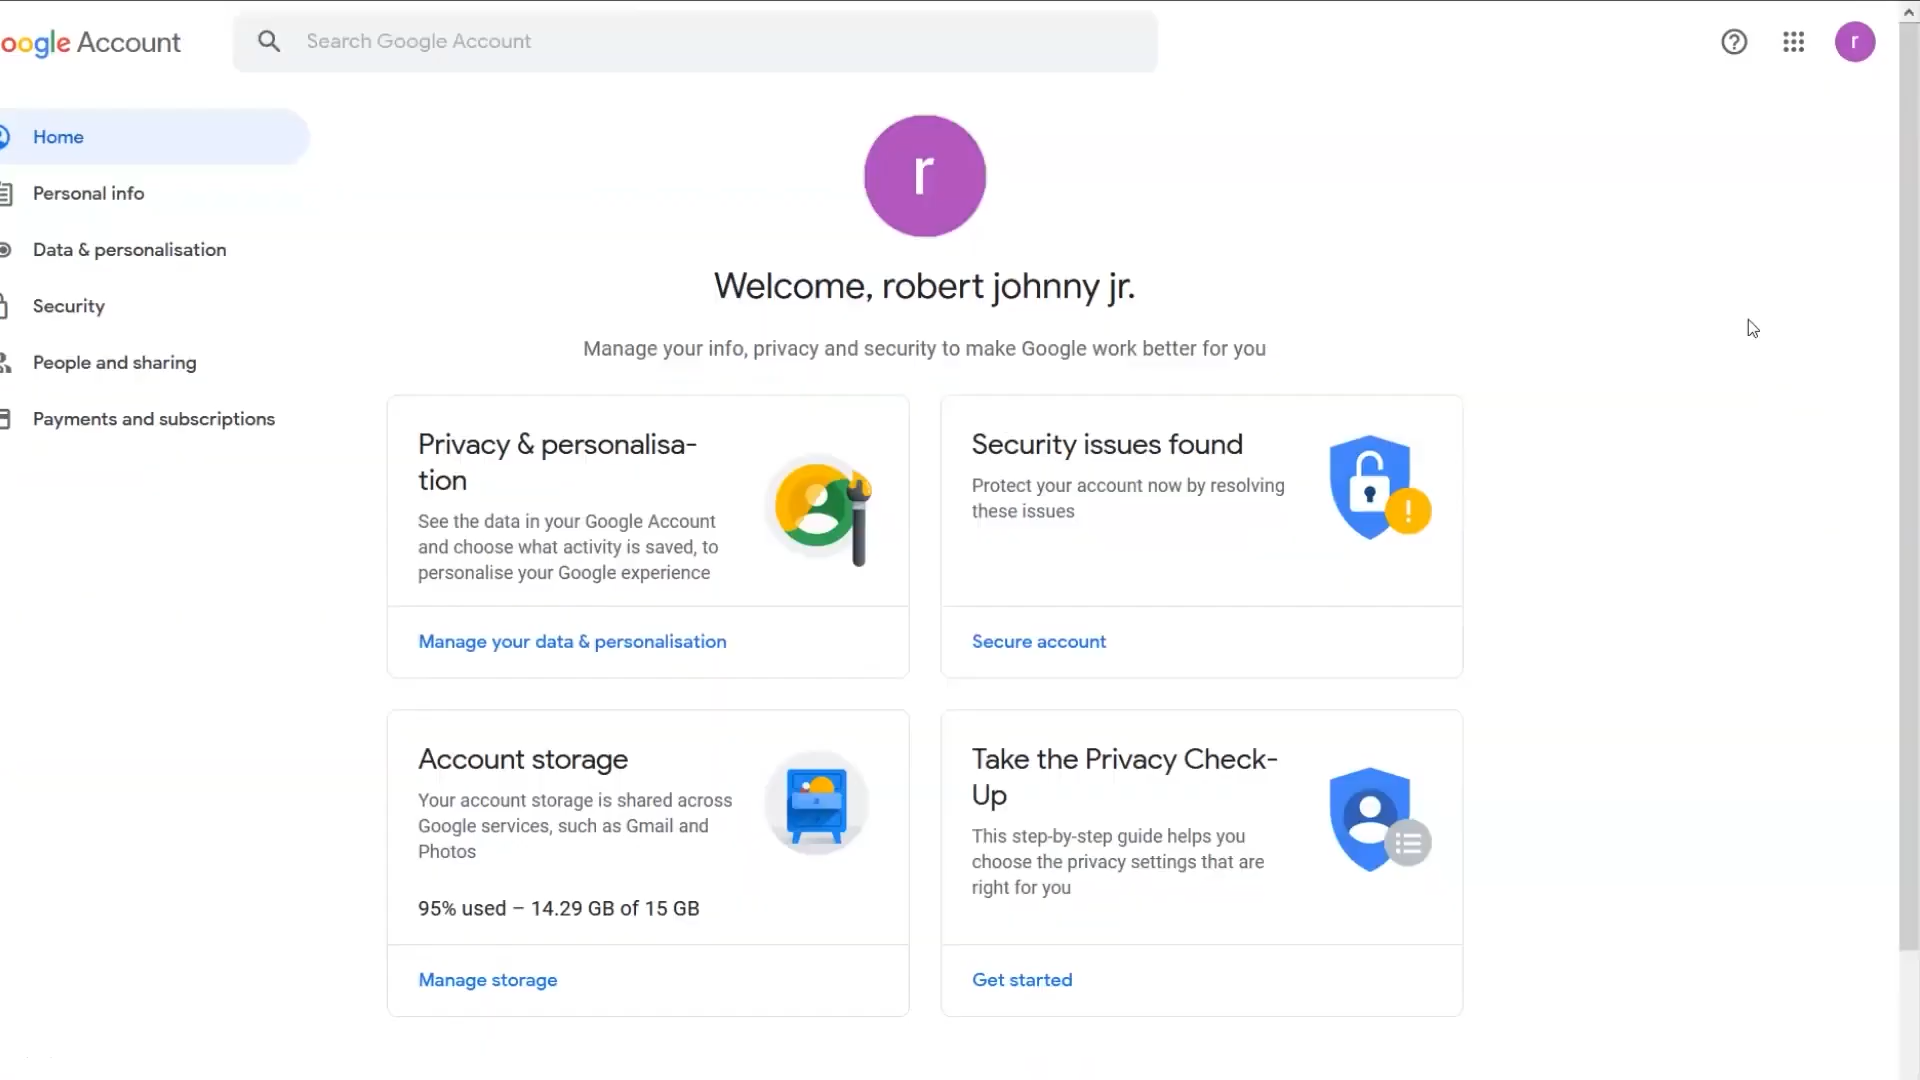 oogle Account
Search Google Account
r
Home
Personal info
Data & personalisation
Security
People and sharing
Payments and subscriptions
r
Welcome, robert johnny jr.
Manage your info, privacy and security to make Google work better for you
Privacy & personalisa-
tion
See the data in your Google Account
and choose what activity is saved, to
personalise your Google experience
Manage your data & personalisation
Security issues found
Protect your account now by resolving
these issues
Secure account
Account storage
Your account storage is shared across
Google services, such as Gmail and
Photos
95% used – 14.29 GB of 15 GB
Manage storage
Take the Privacy Check-
Up
This step-by-step guide helps you
choose the privacy settings that are
right for you
Get started